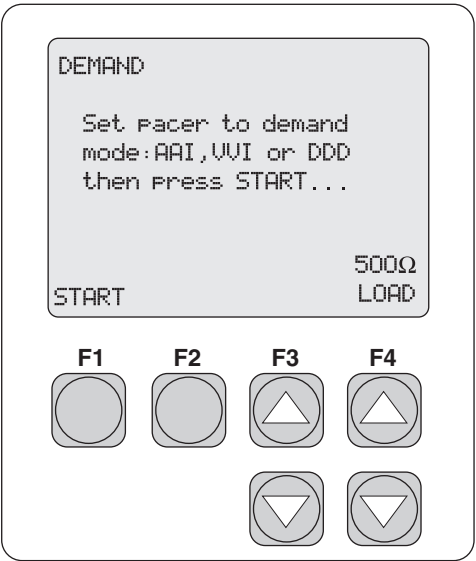 DEMAND
Set pacer to demand
mode:AAI,VVI or DDD
then press START...
500Ω
START LOAD
F1 F2 F3 F4